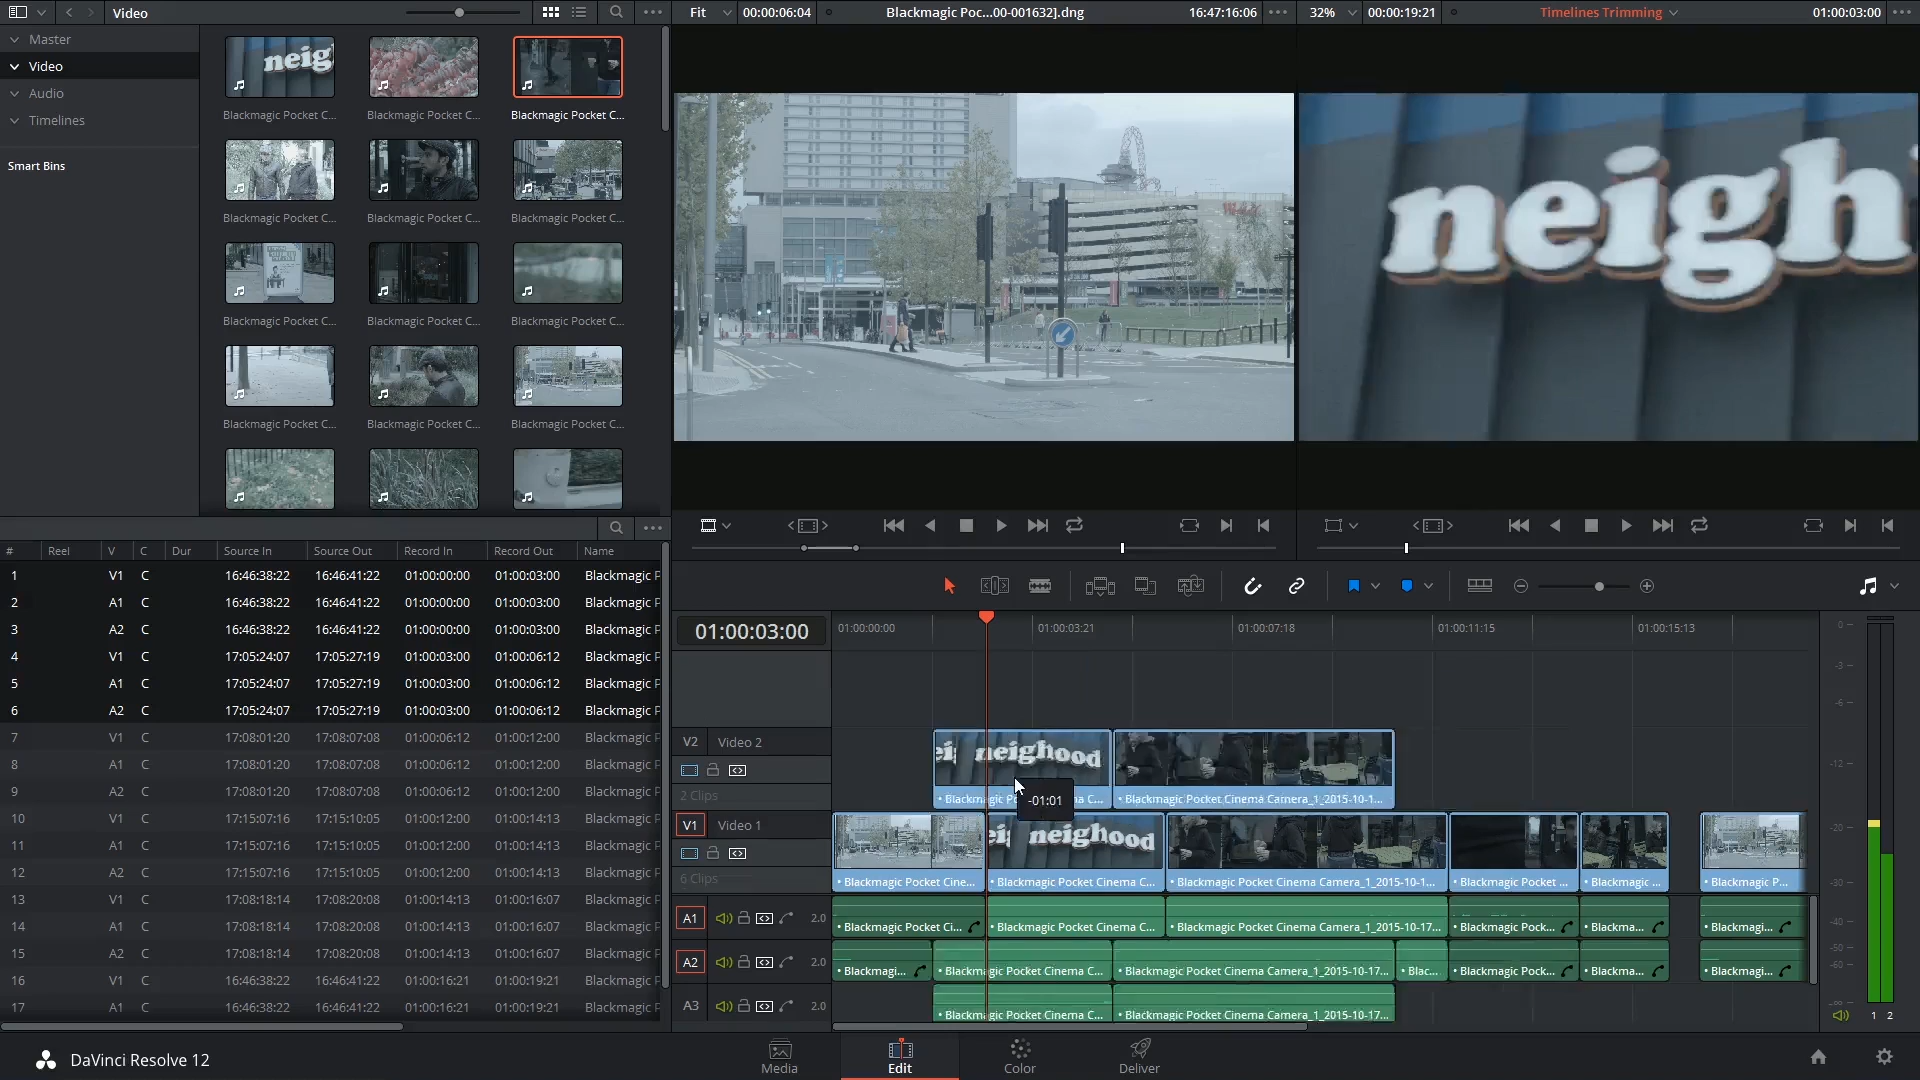 Video
Fit
00:00:06:04
Blackmagic Poc...00-001632].dng
16:47:16:06
32%
00:00:19:21
Timelines Trimming
01:00:03:00
Master
Video
Audio
Timelines
Smart Bins
neig
Blackmagic Pocket C...
Blackmagic Pocket C...
Blackmagic Pocket C...
Blackmagic Pocket C...
Blackmagic Pocket C...
Blackmagic Pocket C...
Blackmagic Pocket C...
Blackmagic Pocket C...
Blackmagic Pocket C...
Blackmagic Pocket C...
Blackmagic Pocket C...
Blackmagic Pocket C...
neigh
# Reel V C Dur Source In Source Out Record In Record Out Name
1 V1 C 16:46:38:22 16:46:41:22 01:00:00:00 01:00:03:00 Blackmagic P
2 A1 C 16:46:38:22 16:46:41:22 01:00:00:00 01:00:03:00 Blackmagic P
3 A2 C 16:46:38:22 16:46:41:22 01:00:00:00 01:00:03:00 Blackmagic P
4 V1 C 17:05:24:07 17:05:27:19 01:00:03:00 01:00:06:12 Blackmagic P
5 A1 C 17:05:24:07 17:05:27:19 01:00:03:00 01:00:06:12 Blackmagic P
6 A2 C 17:05:24:07 17:05:27:19 01:00:03:00 01:00:06:12 Blackmagic P
7 V1 C 17:08:01:20 17:08:07:08 01:00:06:12 01:00:12:00 Blackmagic P
8 A1 C 17:08:01:20 17:08:07:08 01:00:06:12 01:00:12:00 Blackmagic P
9 A2 C 17:08:01:20 17:08:07:08 01:00:06:12 01:00:12:00 Blackmagic P
10 V1 C 17:15:07:16 17:15:10:05 01:00:12:00 01:00:14:13 Blackmagic P
11 A1 C 17:15:07:16 17:15:10:05 01:00:12:00 01:00:14:13 Blackmagic P
12 A2 C 17:15:07:16 17:15:10:05 01:00:12:00 01:00:14:13 Blackmagic P
13 V1 C 17:08:18:14 17:08:20:08 01:00:14:13 01:00:16:07 Blackmagic P
14 A1 C 17:08:18:14 17:08:20:08 01:00:14:13 01:00:16:07 Blackmagic P
15 A2 C 17:08:18:14 17:08:20:08 01:00:14:13 01:00:16:07 Blackmagic P
16 V1 C 16:46:38:22 16:46:41:22 01:00:16:21 01:00:19:21 Blackmagic P
17 A1 C 16:46:38:22 16:46:41:22 01:00:16:21 01:00:19:21 Blackmagic P
01:00:03:00
01:00:00:00 01:00:03:21 01:00:07:18 01:00:11:15 01:00:15:13
V2 Video 2
2 Clips
ei neighood
• Blackmagic Po
a C...
• Blackmagic Pocket Cinema Camera_1_2015-10-1...
-01:01
V1 Video 1
6 Clips
ei neighood
• Blackmagic Pocket Cine...
• Blackmagic Pocket Cinema C...
• Blackmagic Pocket Cinema Camera_1_2015-10-1...
• Blackmagic Pocket ...
• Blackmagic ...
• Blackmagic P...
A1 2.0
• Blackmagic Pocket Ci...
• Blackmagic Pocket Cinema C...
• Blackmagic Pocket Cinema Camera_1_2015-10-17...
• Blackmagic Pock...
• Blackma...
• Blackmagi...
A2 2.0
• Blackmagi...
• Blackmagic Pocket Cinema C...
• Blackmagic Pocket Cinema Camera_1_2015-10-17...
• Blac...
• Blackmagic Pock...
• Blackma...
• Blackmagi...
A3 2.0
• Blackmagic Pocket Cinema C...
• Blackmagic Pocket Cinema Camera_1_2015-10-17...
0
-3
-6
-12
-20
-30
-40
-50
-60
1 2
DaVinci Resolve 12
Media
Edit
Color
Deliver